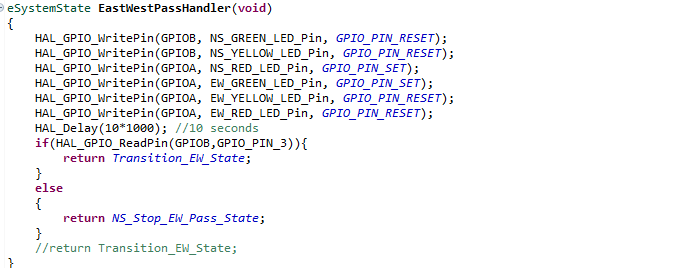 eSystemState EastWestPassHandler(void)
{
    HAL_GPIO_WritePin(GPIOB, NS_GREEN_LED_Pin, GPIO_PIN_RESET);
    HAL_GPIO_WritePin(GPIOB, NS_YELLOW_LED_Pin, GPIO_PIN_RESET);
    HAL_GPIO_WritePin(GPIOA, NS_RED_LED_Pin, GPIO_PIN_SET);
    HAL_GPIO_WritePin(GPIOA, EW_GREEN_LED_Pin, GPIO_PIN_SET);
    HAL_GPIO_WritePin(GPIOA, EW_YELLOW_LED_Pin, GPIO_PIN_RESET);
    HAL_GPIO_WritePin(GPIOA, EW_RED_LED_Pin, GPIO_PIN_RESET);
    HAL_Delay(10*1000); //10 seconds
    if(HAL_GPIO_ReadPin(GPIOB,GPIO_PIN_3)){
        return Transition_EW_State;
    }
    else
    {
        return NS_Stop_EW_Pass_State;
    }
    //return Transition_EW_State;
}